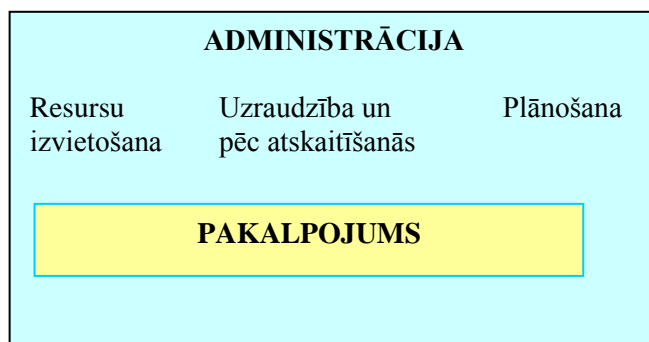 ADMINISTRĀCIJA
Resursu izvietošana
Uzraudzība un pēc atskaitīšanās
Plānošana
PAKALPOJUMS